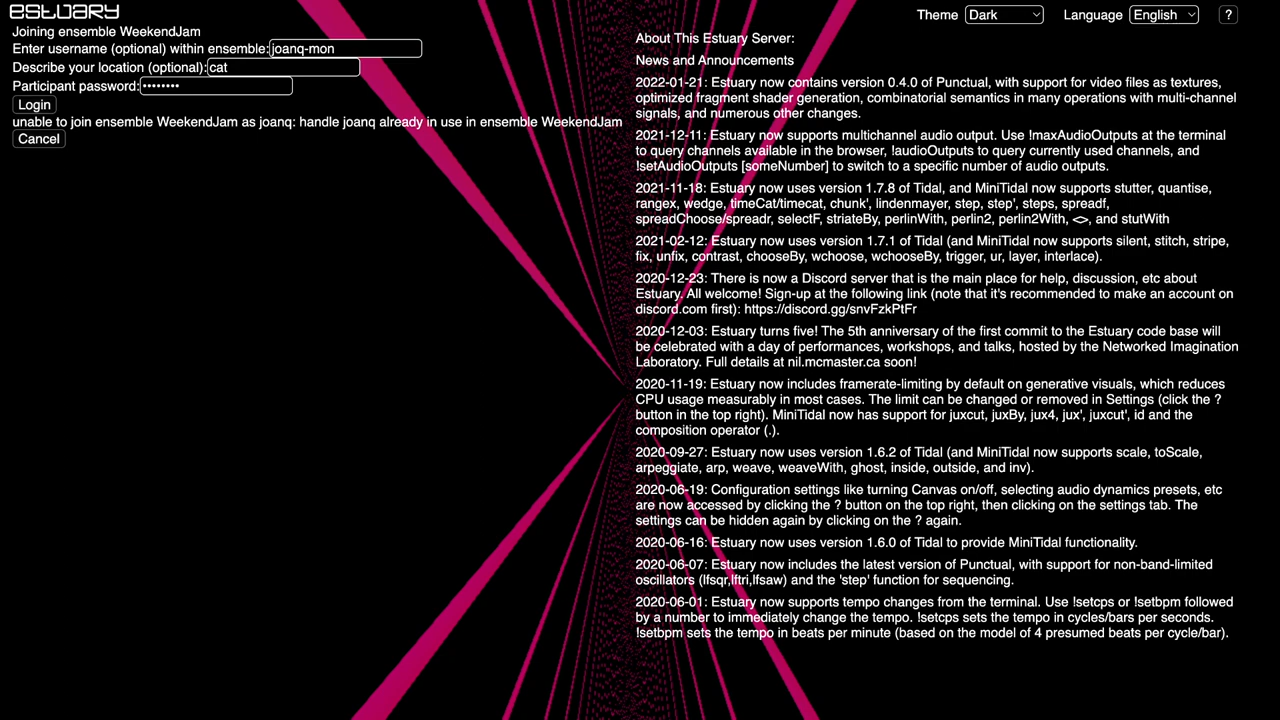 estuary
Theme Dark Language English ?
Joining ensemble WeekendJam
Enter username (optional) within ensemble: joanq-mon
Describe your location (optional): cat
Participant password: ••••••••
Login
unable to join ensemble WeekendJam as joanq: handle joanq already in use in ensemble WeekendJam
Cancel
About This Estuary Server:
News and Announcements
2022-01-21: Estuary now contains version 0.4.0 of Punctual, with support for video files as textures,
optimized fragment shader generation, combinatorial semantics in many operations with multi-channel
signals, and numerous other changes.
2021-12-11: Estuary now supports multichannel audio output. Use !maxAudioOutputs at the terminal
to query channels available in the browser, !audioOutputs to query currently used channels, and
!setAudioOutputs [someNumber] to switch to a specific number of audio outputs.
2021-11-18: Estuary now uses version 1.7.8 of Tidal, and MiniTidal now supports stutter, quantise,
rangex, wedge, timeCat/timecat, chunk', lindenmayer, step, step', steps, spreadf,
spreadChoose/spreadr, selectF, striateBy, perlinWith, perlin2, perlin2With, <>, and stutWith
2021-02-12: Estuary now uses version 1.7.1 of Tidal (and MiniTidal now supports silent, stitch, stripe,
fix, unfix, contrast, chooseBy, wchoose, wchooseBy, trigger, ur, layer, interlace).
2020-12-23: There is now a Discord server that is the main place for help, discussion, etc about
Estuary. All welcome! Sign-up at the following link (note that it's recommended to make an account on
discord.com first): https://discord.gg/snvFzkPtFr
2020-12-03: Estuary turns five! The 5th anniversary of the first commit to the Estuary code base will
be celebrated with a day of performances, workshops, and talks, hosted by the Networked Imagination
Laboratory. Full details at nil.mcmaster.ca soon!
2020-11-19: Estuary now includes framerate-limiting by default on generative visuals, which reduces
CPU usage measurably in most cases. The limit can be changed or removed in Settings (click the ?
button in the top right). MiniTidal now has support for juxcut, juxBy, jux4, jux', juxcut', id and the
composition operator (.).
2020-09-27: Estuary now uses version 1.6.2 of Tidal (and MiniTidal now supports scale, toScale,
arpeggiate, arp, weave, weaveWith, ghost, inside, outside, and inv).
2020-06-19: Configuration settings like turning Canvas on/off, selecting audio dynamics presets, etc
are now accessed by clicking the ? button on the top right, then clicking on the settings tab. The
settings can be hidden again by clicking on the ? again.
2020-06-16: Estuary now uses version 1.6.0 of Tidal to provide MiniTidal functionality.
2020-06-07: Estuary now includes the latest version of Punctual, with support for non-band-limited
oscillators (lfsqr,lftri,lfsaw) and the 'step' function for sequencing.
2020-06-01: Estuary now supports tempo changes from the terminal. Use !setcps or !setbpm followed
by a number to immediately change the tempo. !setcps sets the tempo in cycles/bars per seconds.
!setbpm sets the tempo in beats per minute (based on the model of 4 presumed beats per cycle/bar).